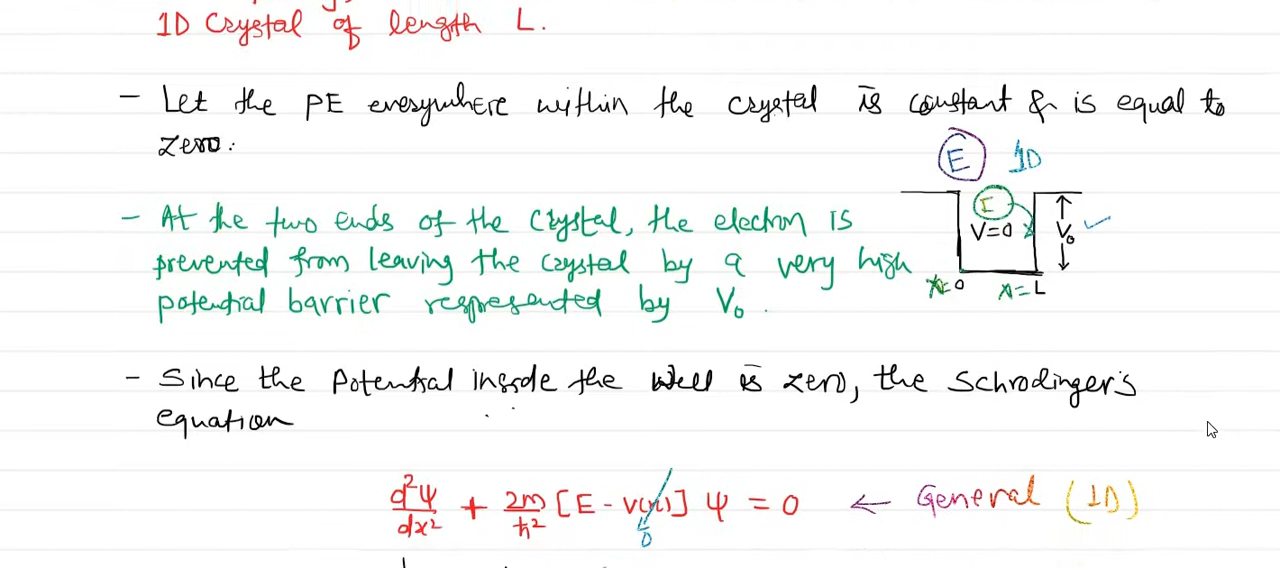 1D Crystal of length L.
- Let the PE everywhere within the crystal is constant & is equal to
zero.
E 1D
- At the two ends of the crystal, the electron is
prevented from leaving the crystal by a very high
potential barrier respresented by V₀.
I
V=0
V₀
x=0 x=L
- Since the Potential inside the well is zero, the Schrodinger's
equation
d²Ψ/dx² + 2m/ħ² [E - V(x)] Ψ = 0 ← General (1D)
0